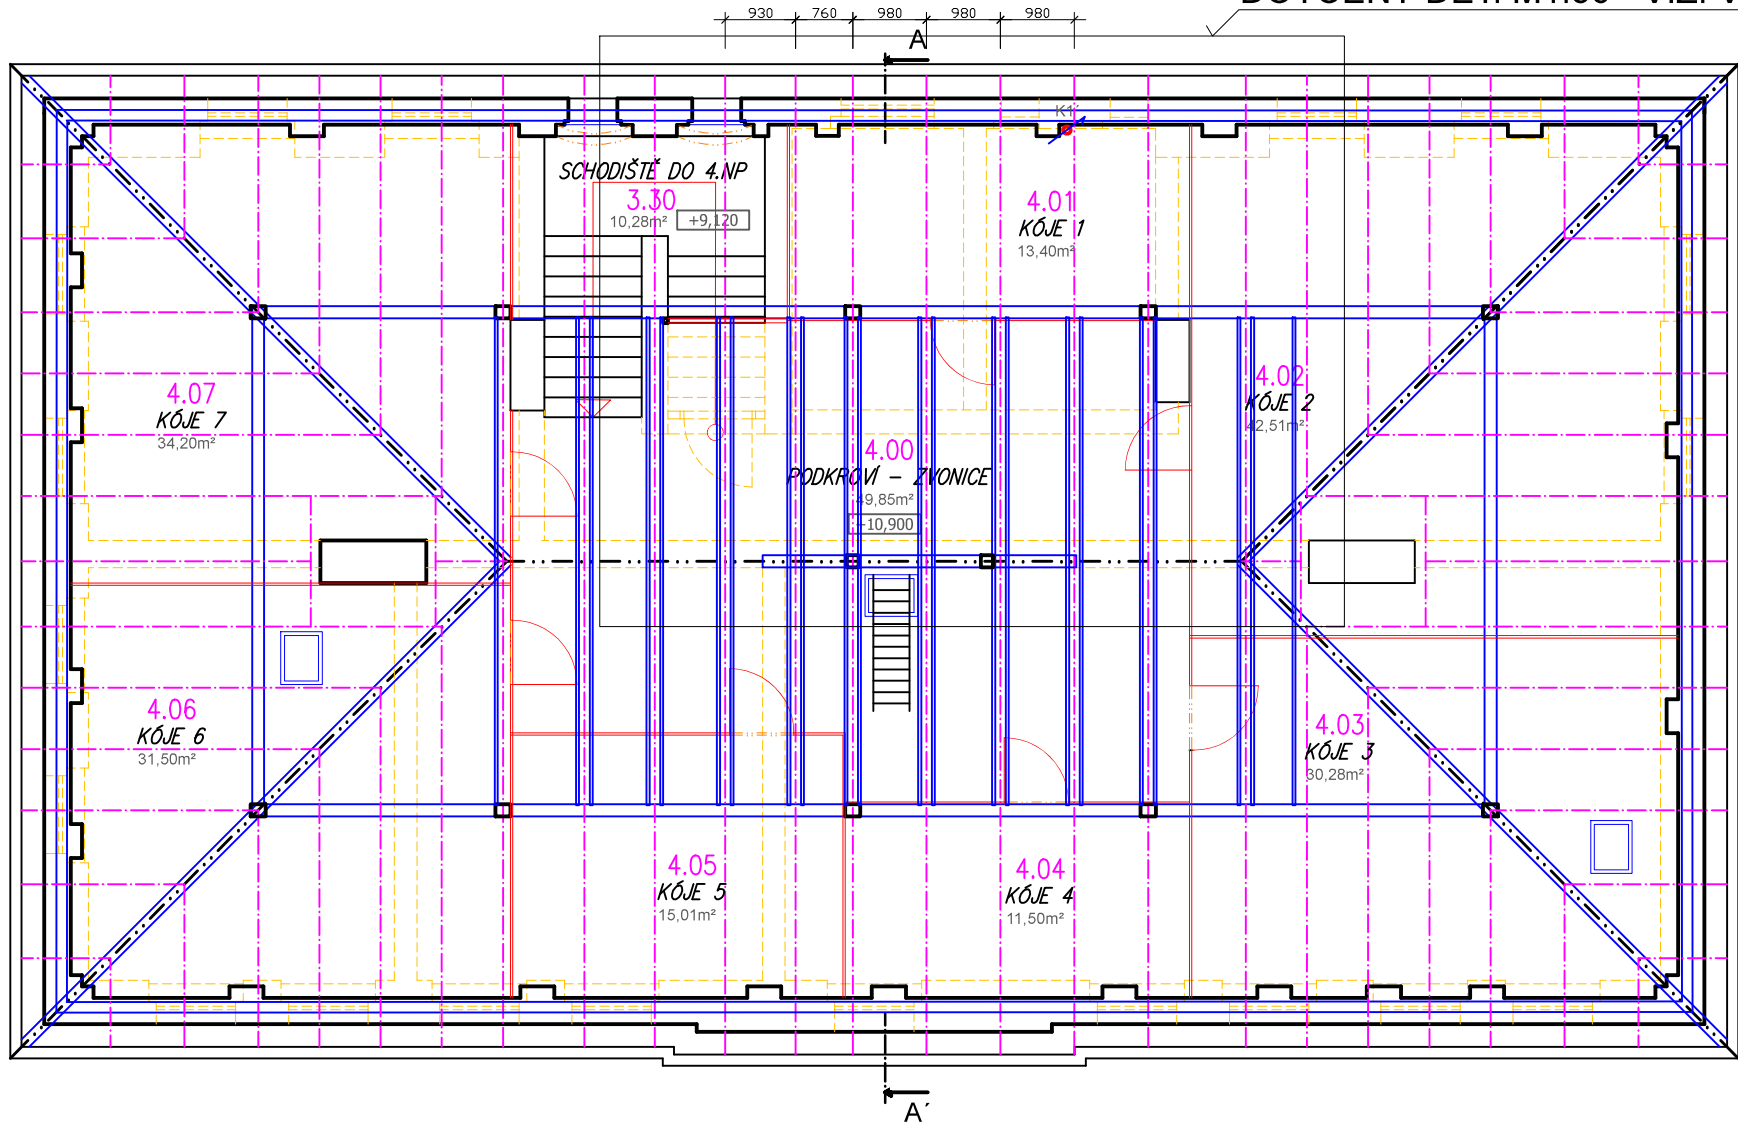 930 760 980 980 980
A
K1
SCHODIŠTĚ DO 4.NP
3.30
10,28m²
+9,120
4.01
KÓJE 1
13,40m²
4.07
KÓJE 7
34,20m²
4.02
KÓJE 2
42,51m²
4.00
PODKROVÍ – ZVONICE
49,85m²
+10,900
4.06
KÓJE 6
31,50m²
4.03
KÓJE 3
30,28m²
4.05
KÓJE 5
15,01m²
4.04
KÓJE 4
11,50m²
A´